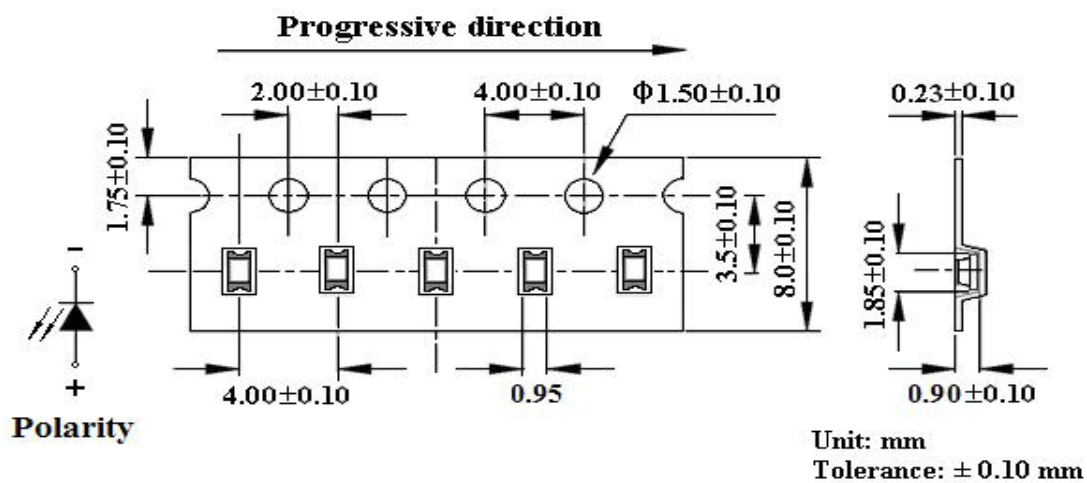 Progressive direction
2.00±0.10
4.00±0.10
Φ1.50±0.10
0.23±0.10
1.75±0.10
3.5±0.10
8.0±0.10
1.85±0.10
-
+
Polarity
4.00±0.10
0.95
0.90±0.10
Unit: mm
Tolerance: ± 0.10 mm